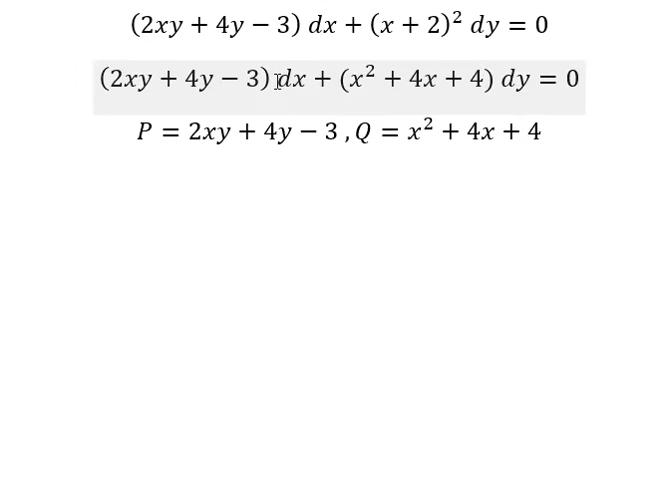 (2xy + 4y − 3) dx + (x + 2)² dy = 0
(2xy + 4y − 3) dx + (x² + 4x + 4) dy = 0
P = 2xy + 4y − 3 , Q = x² + 4x + 4